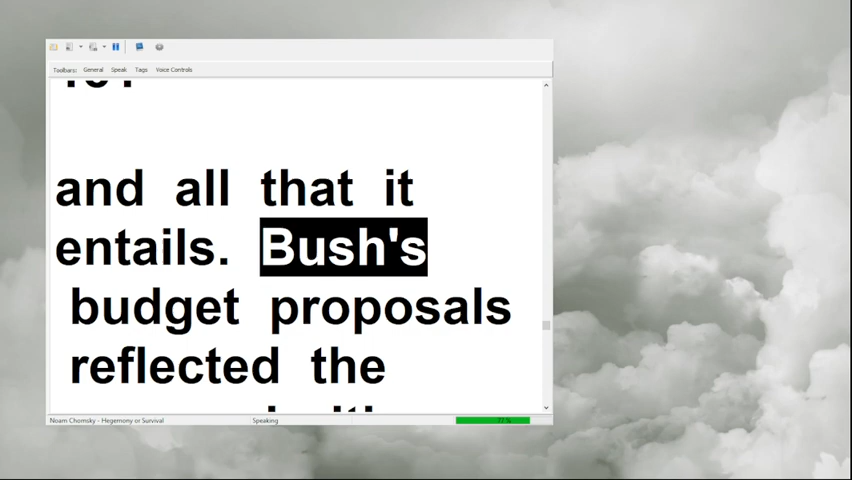 Toolbars: General Speak Tags Voice Controls
and all that it
entails. Bush's
budget proposals
reflected the
Noam Chomsky - Hegemony or Survival Speaking 77 %